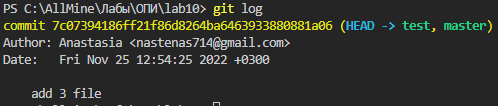 PS C:\AllMine\Лабы\ОПИ\lab10> git log
commit 7c07394186ff21f86d8264ba6463933880881a06 (HEAD -> test, master)
Author: Anastasia <nastenas714@gmail.com>
Date:   Fri Nov 25 12:54:25 2022 +0300
add 3 file